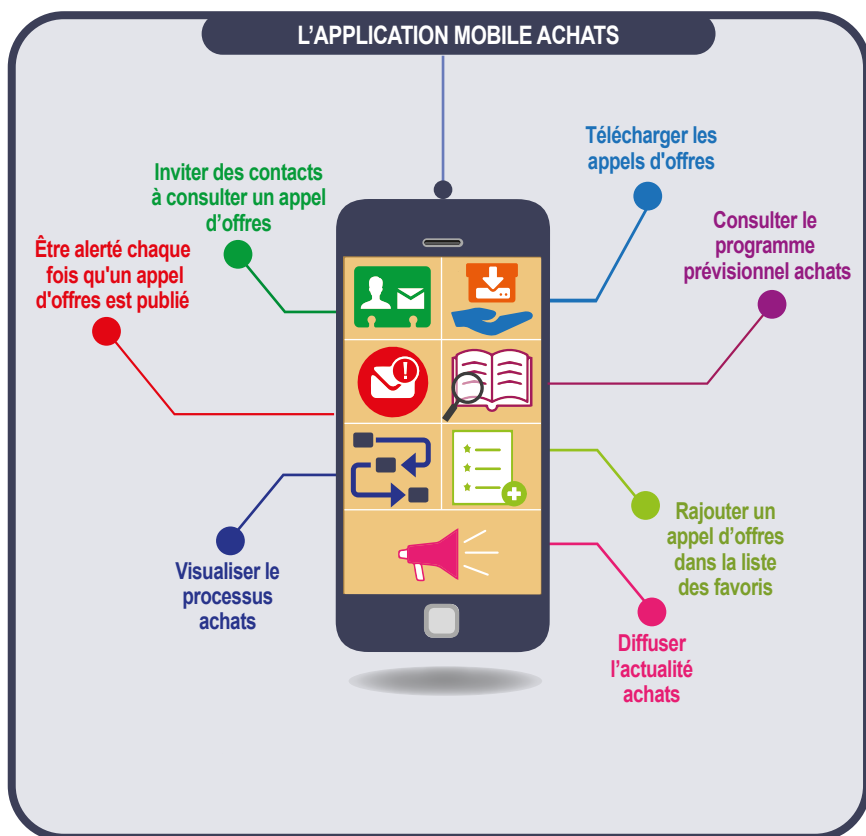 L’APPLICATION MOBILE ACHATS
Télécharger les
appels d'offres
Inviter des contacts
à consulter un appel
d’offres
Consulter le
programme
prévisionnel achats
Être alerté chaque
fois qu'un appel
d'offres est publié
Rajouter un
appel d’offres
dans la liste
des favoris
Visualiser le
processus
achats
Diffuser
l’actualité
achats